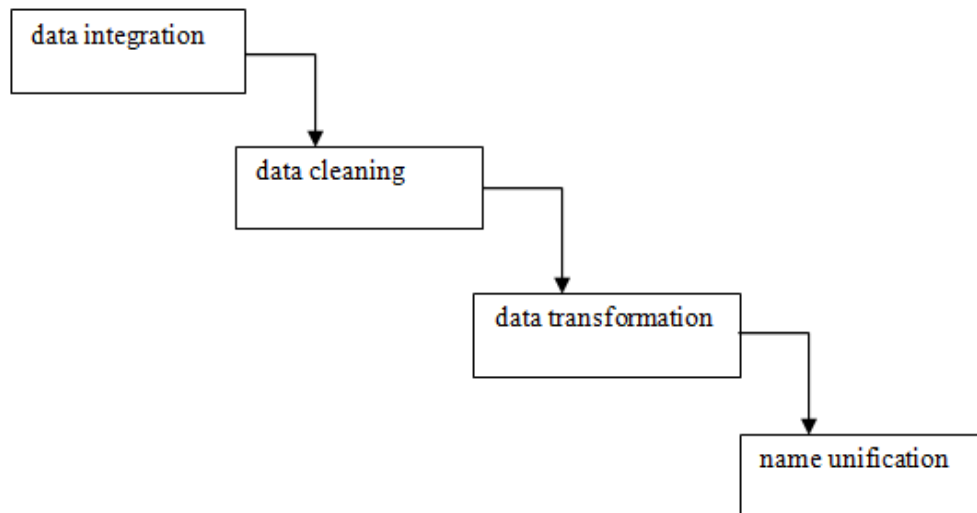 data integration
data cleaning
data transformation
name unification